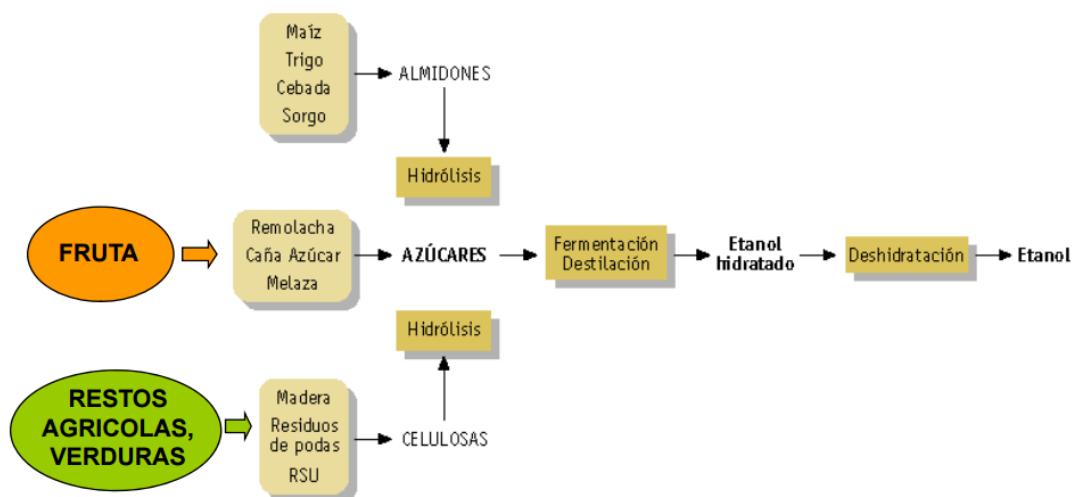 Maíz
Trigo
Cebada
Sorgo
ALMIDONES
Hidrólisis
FRUTA
Remolacha
Caña Azúcar
Melaza
AZÚCARES
Fermentación
Destilación
Etanol
hidratado
Deshidratación
Etanol
Hidrólisis
RESTOS
AGRICOLAS,
VERDURAS
Madera
Residuos
de podas
RSU
CELULOSAS